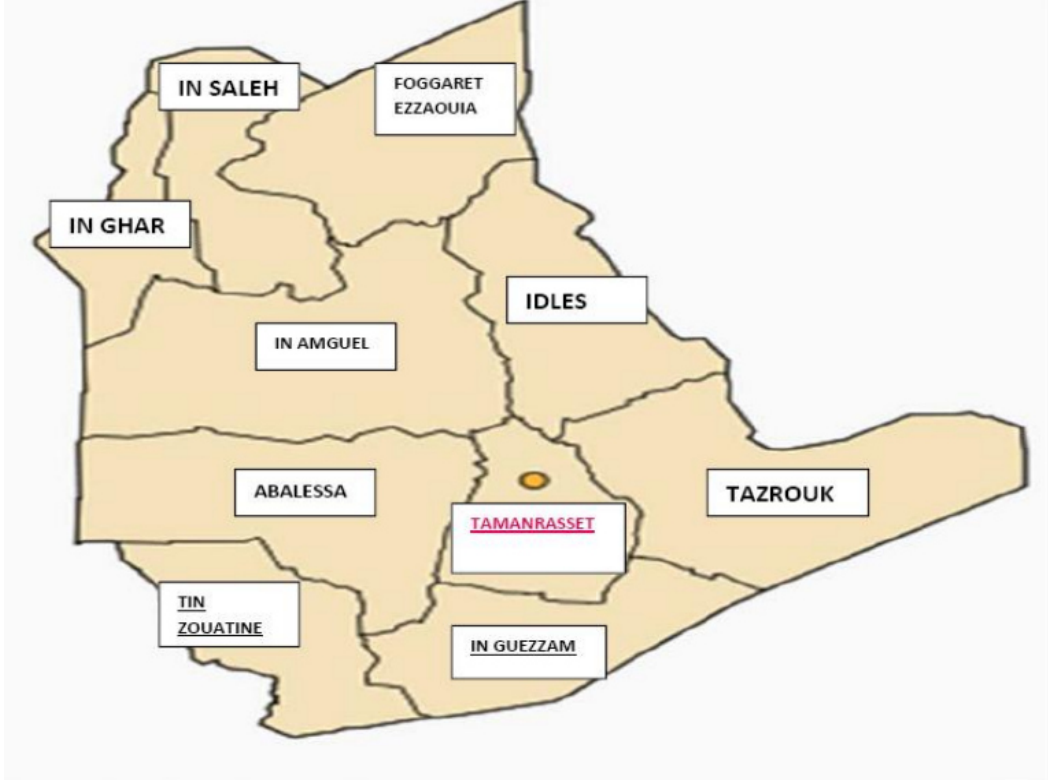 IN SALEH
FOGGARET
EZZAOUIA
IN GHAR
IDLES
IN AMGUEL
ABALESSA
TAZROUK
TAMANRASSET
TIN
ZOUATINE
IN GUEZZAM